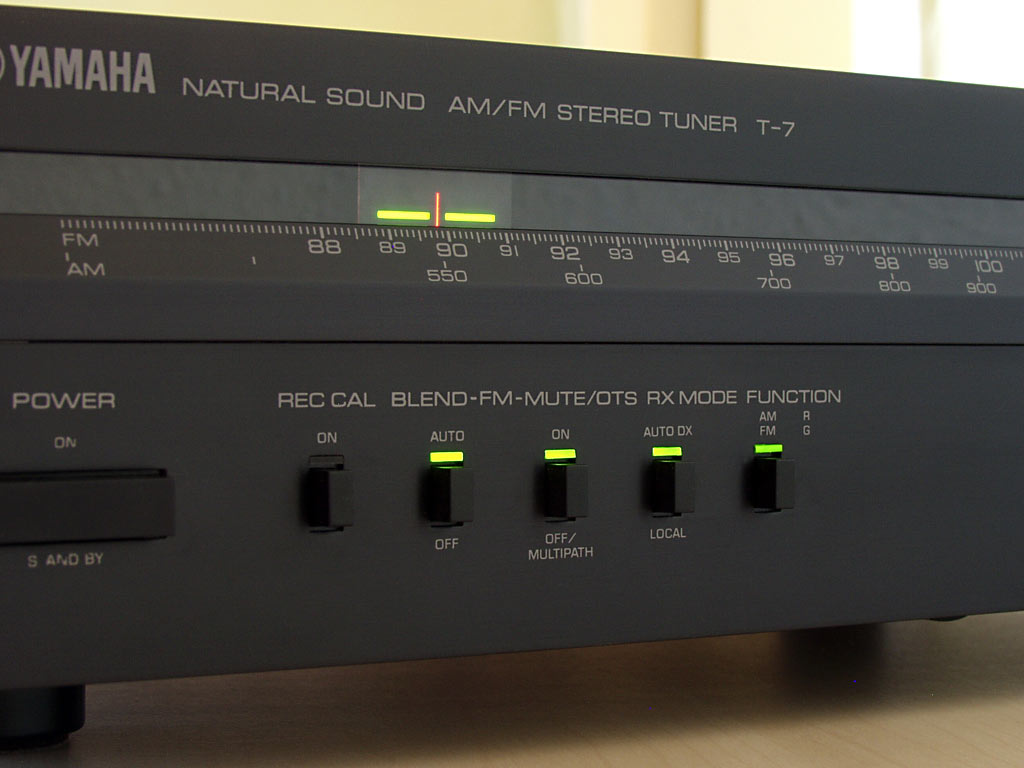 YAMAHA NATURAL SOUND AM/FM STEREO TUNER T-7
FM 88 89 90 91 92 93 94 95 96 97 98 99 100
AM 550 600 700 800 900
POWER REC CAL BLEND-FM-MUTE/OTS RX MODE FUNCTION
ON ON AUTO ON AUTO DX AM R
FM G
S AND BY OFF OFF/ LOCAL
MULTIPATH